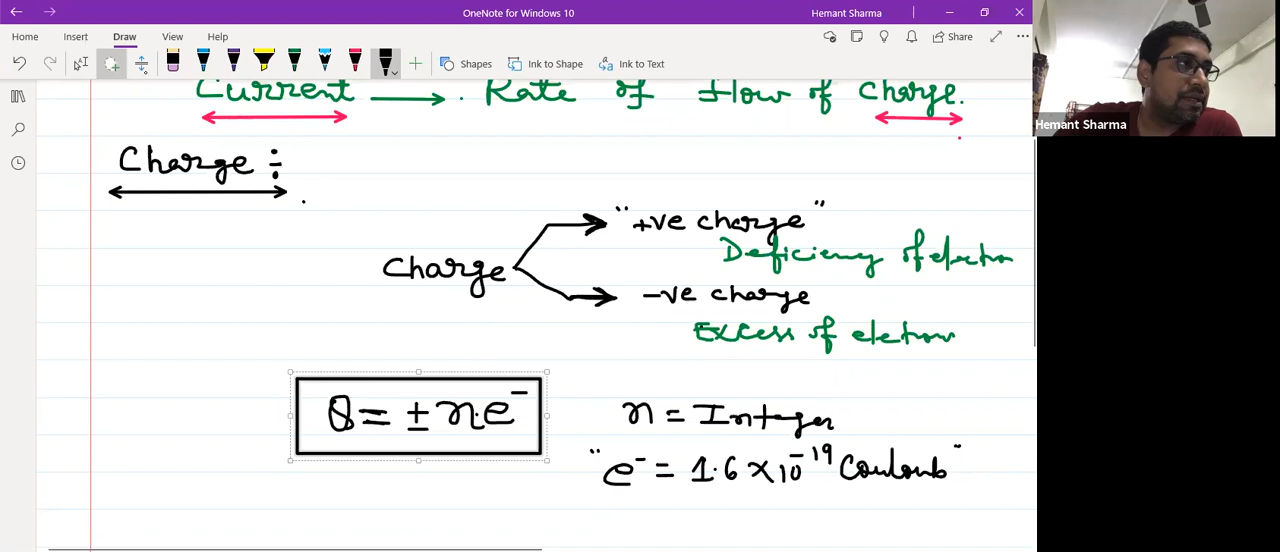 OneNote for Windows 10
Hemant Sharma
Home Insert Draw View Help
Share
Shapes Ink to Shape Ink to Text
Current → . Rate of flow of charge.
Hemant Sharma
Charge ÷
"+ve charge"
Deficiency of electron
Charge
-ve charge
Excess of eletrons
Q = ± n.e⁻ n = Integer
"e⁻ = 1.6 × 10⁻¹⁹ Coulomb"